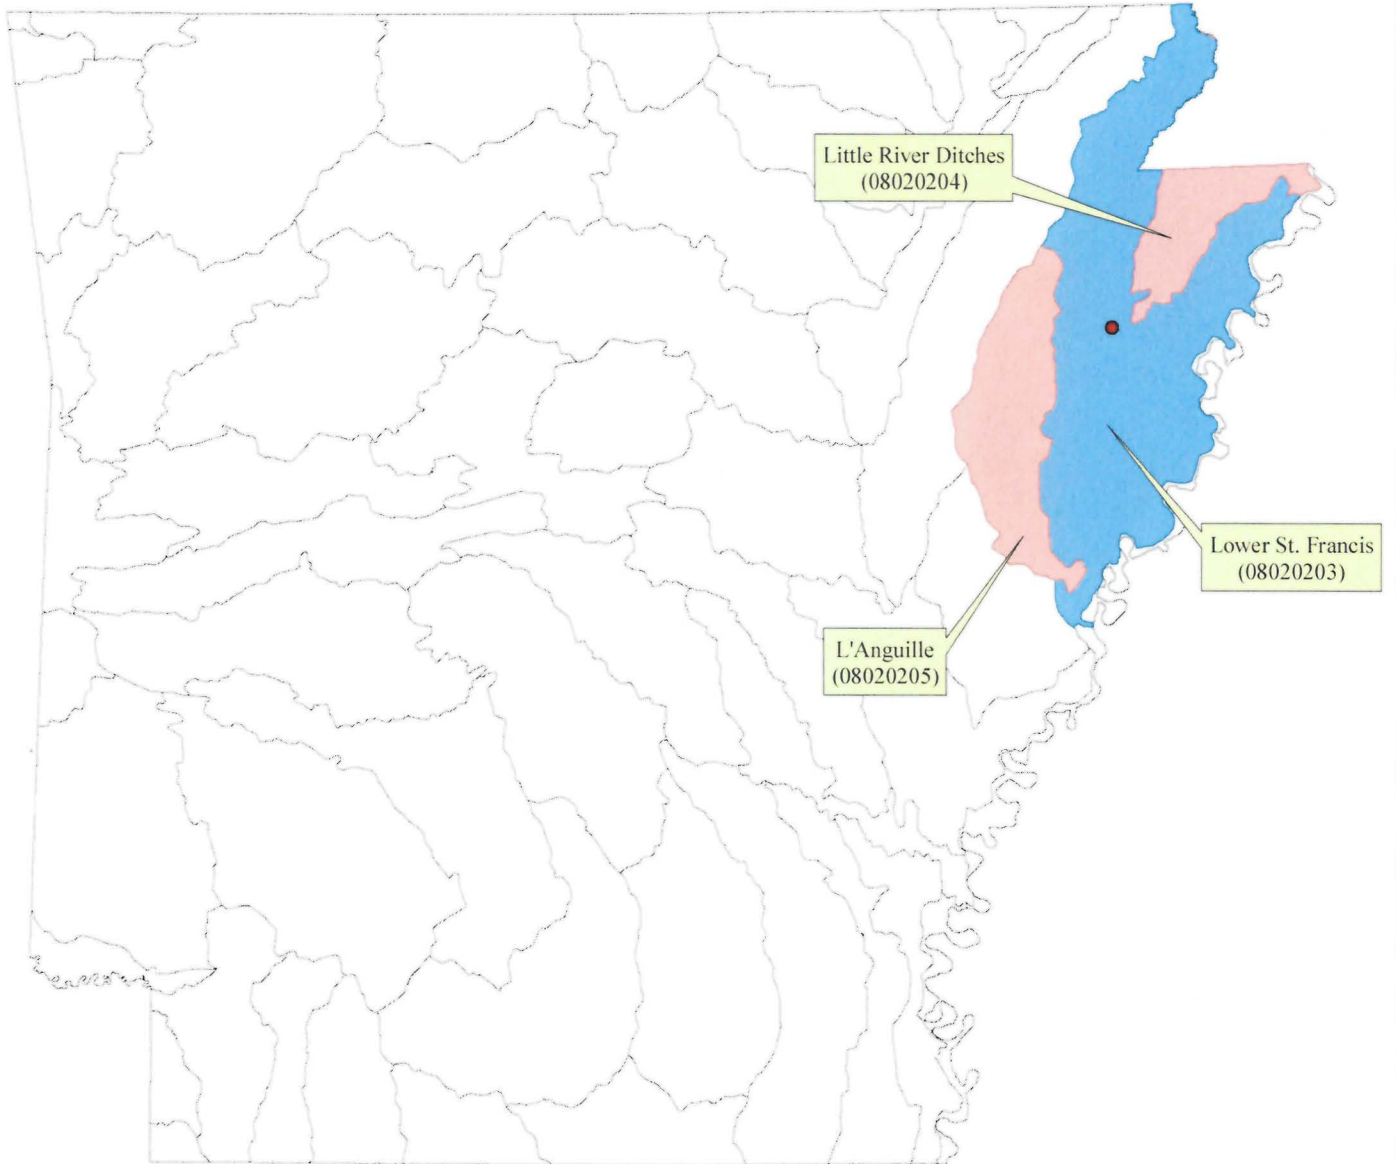 Little River Ditches
(08020204)
Lower St. Francis
(08020203)
L'Anguille
(08020205)